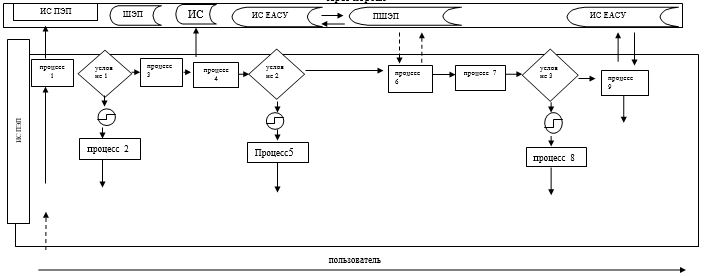 ИС ПЭП
ШЭП
ИС
ИС ЕАСУ
ПШЭП
ИС ЕАСУ
ИС ПЭП
процесс
1
услов
ие 1
процесс
3
процесс
4
услов
ие 2
процесс
6
процесс 7
услов
ие 3
процесс
9
процесс 2
Процесс5
процесс 8
пользователь